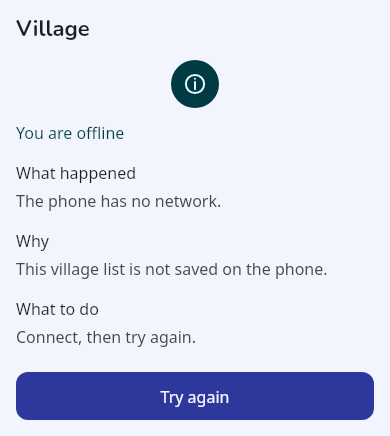 Village
You are offline
What happened
The phone has no network.
Why
This village list is not saved on the phone.
What to do
Connect, then try again.
Try again